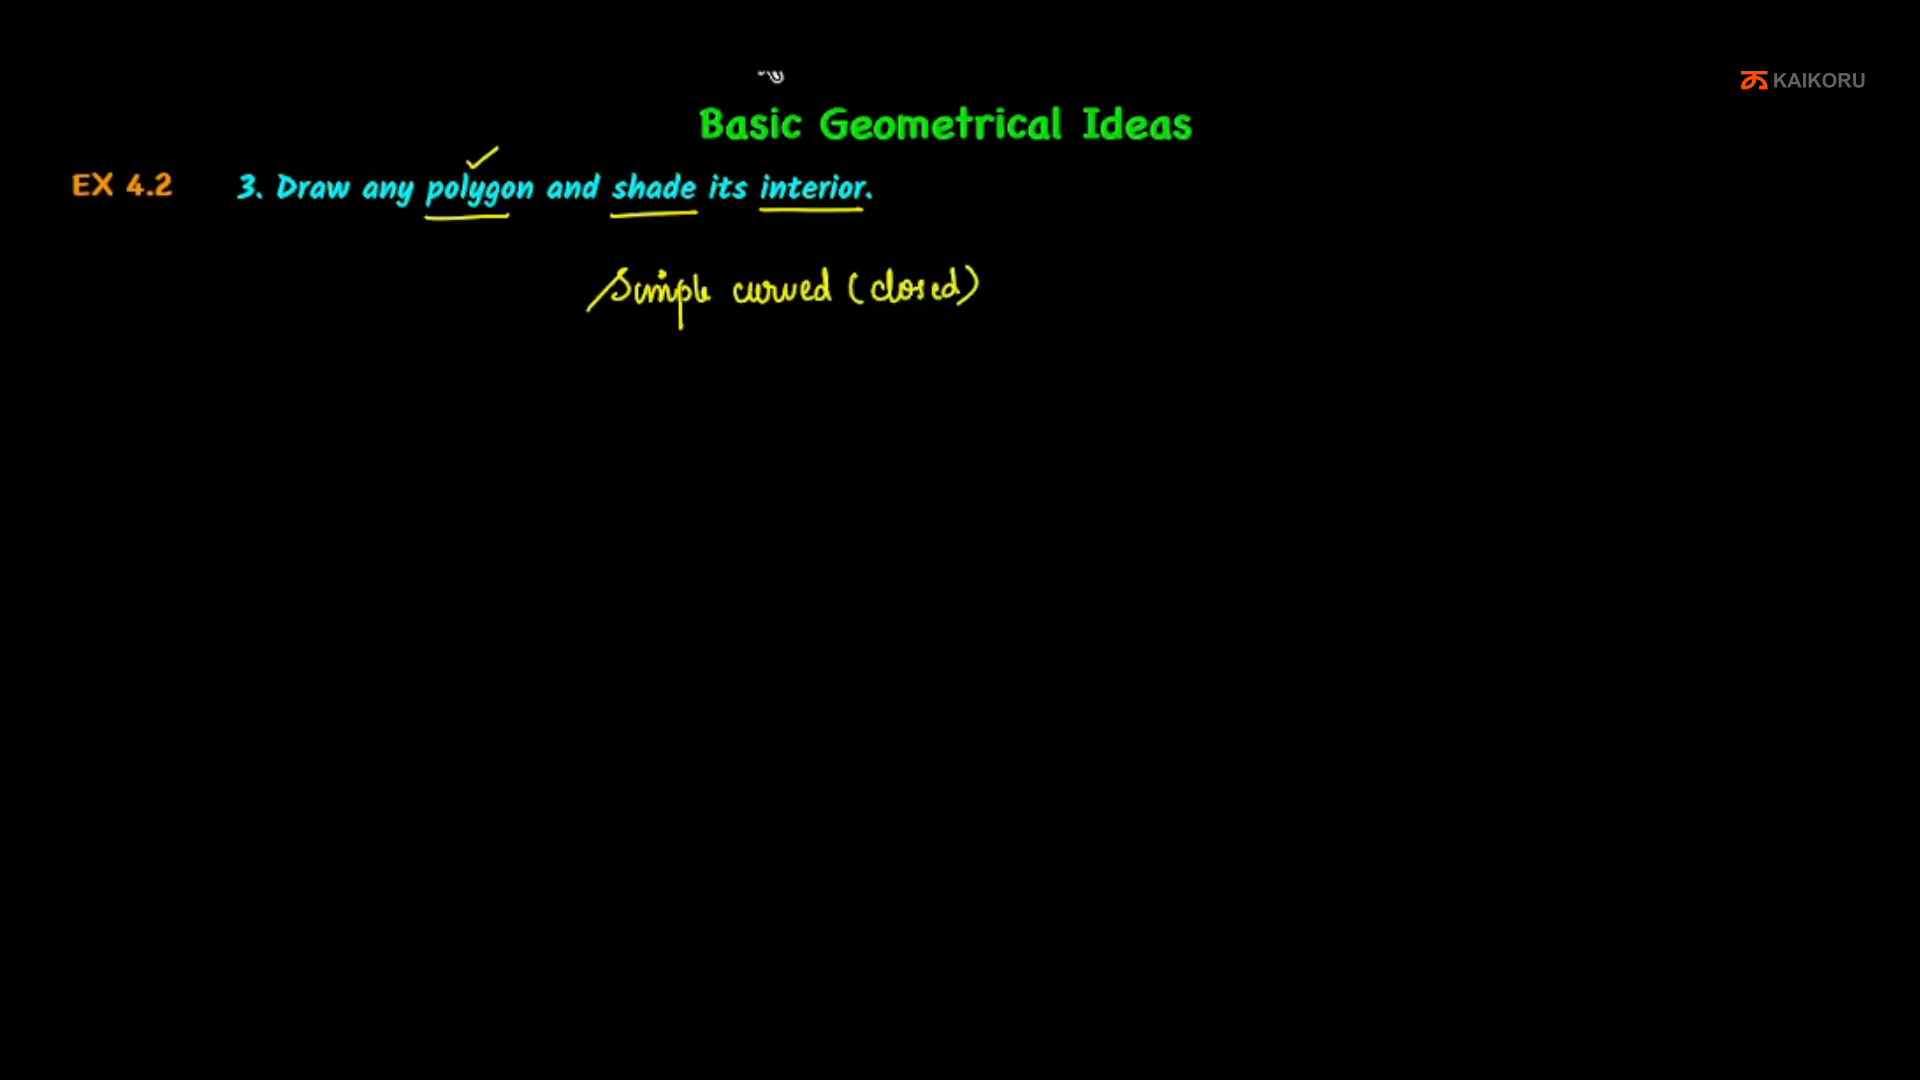 KAIKORU
Basic Geometrical Ideas
EX 4.2 3. Draw any polygon and shade its interior.
Simple curved (closed)